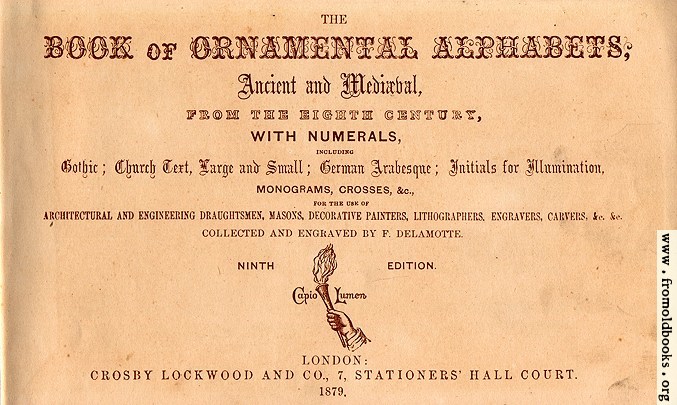 THE
BOOK OF ORNAMENTAL ALPHABETS,
Ancient and Mediæval,
FROM THE EIGHTH CENTURY,
WITH NUMERALS,
INCLUDING
Gothic; Church Text, Large and Small; German Arabesque; Initials for Illumination,
MONOGRAMS, CROSSES, &c.,
FOR THE USE OF
ARCHITECTURAL AND ENGINEERING DRAUGHTSMEN, MASONS, DECORATIVE PAINTERS, LITHOGRAPHERS, ENGRAVERS, CARVERS, &c. &c.
COLLECTED AND ENGRAVED BY F. DELAMOTTE.
NINTH EDITION.
Capio Lumen
LONDON:
CROSBY LOCKWOOD AND CO., 7, STATIONERS' HALL COURT.
1879.
www.fromoldbooks.org